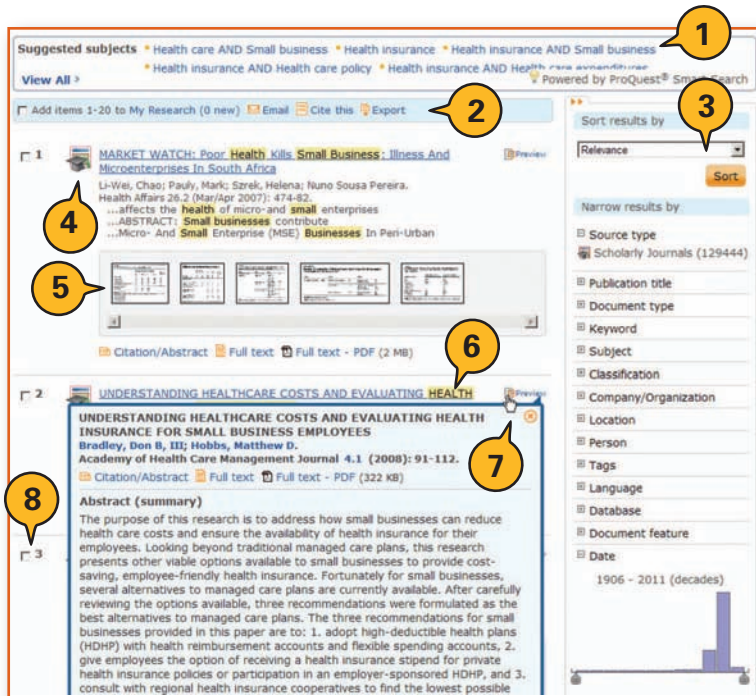 1
Suggested subjects * Health care AND Small business * Health insurance * Health insurance AND Small business
* Health insurance AND Health care policy * Health insurance AND Health care expenditures
View All >
Powered by ProQuest® Smart Search
2
Add items 1-20 to My Research (0 new) Email Cite this Export
3
Sort results by
Relevance
Sort
Narrow results by
Source type
Scholarly Journals (129444)
Publication title
Document type
Keyword
Subject
Classification
Company/Organization
Location
Person
Tags
Language
Database
Document feature
Date
1906 - 2011 (decades)
1
MARKET WATCH: Poor Health Kills Small Business: Illness And
Microenterprises In South Africa
Preview
Li-Wei, Chao; Pauly, Mark; Szrek, Helena; Nuno Sousa Pereira.
Health Affairs 26.2 (Mar/Apr 2007): 474-82.
...affects the health of micro-and small enterprises
...ABSTRACT: Small businesses contribute
...Micro- And Small Enterprise (MSE) Businesses In Peri-Urban
4
5
Citation/Abstract Full text Full text - PDF (2 MB)
6
2
UNDERSTANDING HEALTHCARE COSTS AND EVALUATING HEALTH
Preview
7
UNDERSTANDING HEALTHCARE COSTS AND EVALUATING HEALTH
INSURANCE FOR SMALL BUSINESS EMPLOYEES
Bradley, Don B, III; Hobbs, Matthew D.
Academy of Health Care Management Journal 4.1 (2008): 91-112.
Citation/Abstract Full text Full text - PDF (322 KB)
Abstract (summary)
8
3
The purpose of this research is to address how small businesses can reduce
health care costs and ensure the availability of health insurance for their
employees. Looking beyond traditional managed care plans, this research
presents other viable options available to small businesses to provide cost-
saving, employee-friendly health insurance. Fortunately for small businesses,
several alternatives to managed care plans are currently available. After carefully
reviewing the options available, three recommendations were formulated as the
best alternatives to managed care plans. The three recommendations for small
businesses provided in this paper are to: 1. adopt high-deductible health plans
(HDHP) with health reimbursement accounts and flexible spending accounts, 2.
give employees the option of receiving a health insurance stipend for private
health insurance policies or participation in an employer-sponsored HDHP, and 3.
consult with regional health insurance cooperatives to find the lowest possible